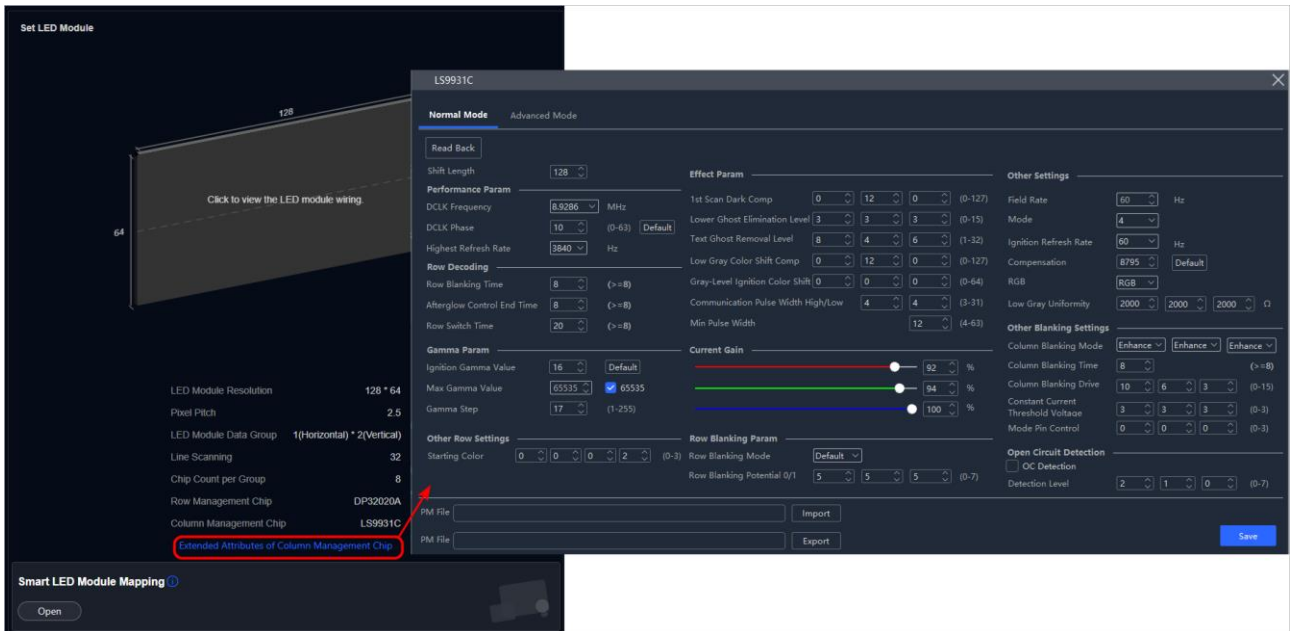 Set LED Module
128
Click to view the LED module wiring.
64
LED Module Resolution 128 * 64
Pixel Pitch 2.5
LED Module Data Group 1(Horizontal) * 2(Vertical)
Line Scanning 32
Chip Count per Group 8
Row Management Chip DP32020A
Column Management Chip LS9931C
Extended Attributes of Column Management Chip
Smart LED Module Mapping
Open
LS9931C
Normal Mode Advanced Mode
Read Back
Shift Length 128
Performance Param
DCLK Frequency 8.9286 MHz
DCLK Phase 10 (0-63) Default
Highest Refresh Rate 3840 Hz
Row Decoding
Row Blanking Time 8 (>=8)
Afterglow Control End Time 8 (>=8)
Row Switch Time 20 (>=8)
Gamma Param
Ignition Gamma Value 16 Default
Max Gamma Value 65535 65535
Gamma Step 17 (1-255)
Other Row Settings
Starting Color 0 0 0 2 (0-3)
Effect Param
1st Scan Dark Comp 0 12 0 (0-127)
Lower Ghost Elimination Level 3 3 3 (0-15)
Text Ghost Removal Level 8 4 6 (1-32)
Low Gray Color Shift Comp 0 12 0 (0-127)
Gray-Level Ignition Color Shift 0 0 0 (0-64)
Communication Pulse Width High/Low 4 4 (3-31)
Min Pulse Width 12 (4-63)
Current Gain
92 %
94 %
100 %
Row Blanking Param
Row Blanking Mode Default
Row Blanking Potential 0/1 5 5 5 (0-7)
Other Settings
Field Rate 60 Hz
Mode 4
Ignition Refresh Rate 60 Hz
Compensation 8795 Default
RGB RGB
Low Gray Uniformity 2000 2000 2000 Ω
Other Blanking Settings
Column Blanking Mode Enhance Enhance Enhance
Column Blanking Time 8 (>=8)
Column Blanking Drive 10 6 3 (0-15)
Constant Current
Threshold Voltage 3 3 3 (0-3)
Mode Pin Control 0 0 0 (0-3)
Open Circuit Detection
OC Detection
Detection Level 2 1 0 (0-7)
PM File Import
PM File Export
Save